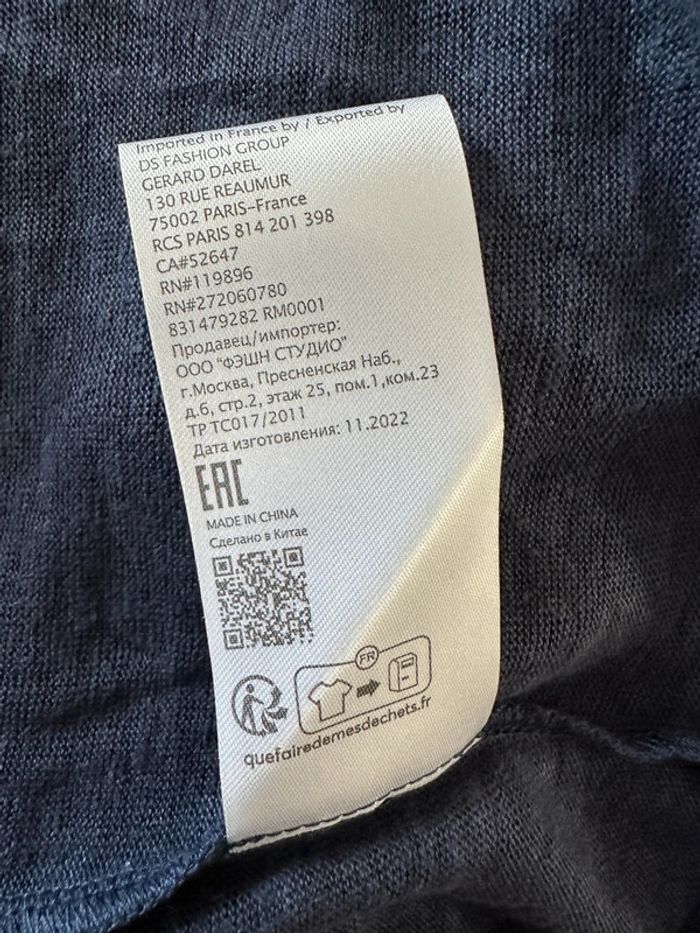 Imported in France by / Exported by
DS FASHION GROUP
GERARD DAREL
130 RUE REAUMUR
75002 PARIS-France
RCS PARIS 814 201 398
CA#52647
RN#119896
RN#272060780
831479282 RM0001
Продавец/импортер:
ООО "ФЭШН СТУДИО"
г.Москва, Пресненская Наб.,
д.6, стр.2, этаж 25, пом.1,ком.23
ТР ТС017/2011
Дата изготовления: 11.2022
EAC
MADE IN CHINA
Сделано в Китае
FR
quefairedemesdechets.fr